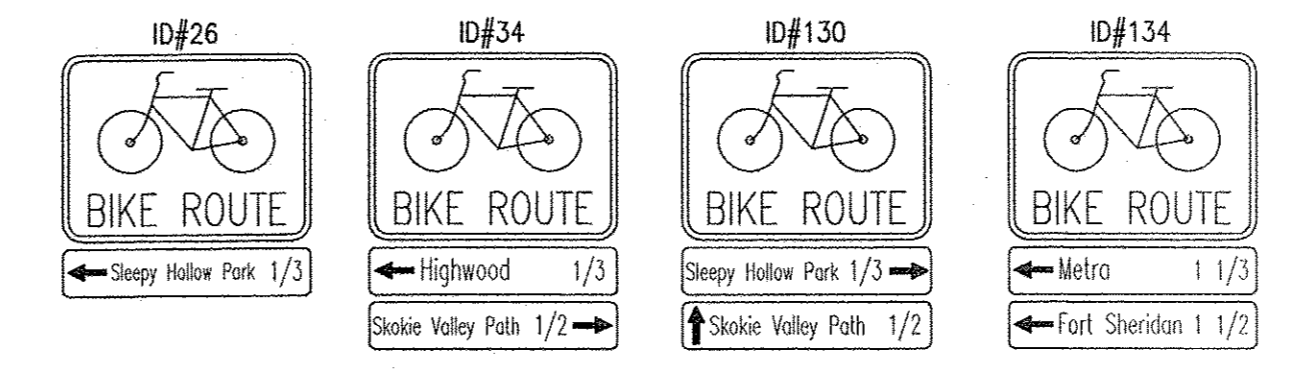 ID#26
BIKE ROUTE
← Sleepy Hollow Park 1/3
ID#34
BIKE ROUTE
← Highwood 1/3
Skokie Valley Path 1/2 →
ID#130
BIKE ROUTE
Sleepy Hollow Park 1/3 →
↑ Skokie Valley Path 1/2
ID#134
BIKE ROUTE
← Metra 1 1/3
← Fort Sheridan 1 1/2